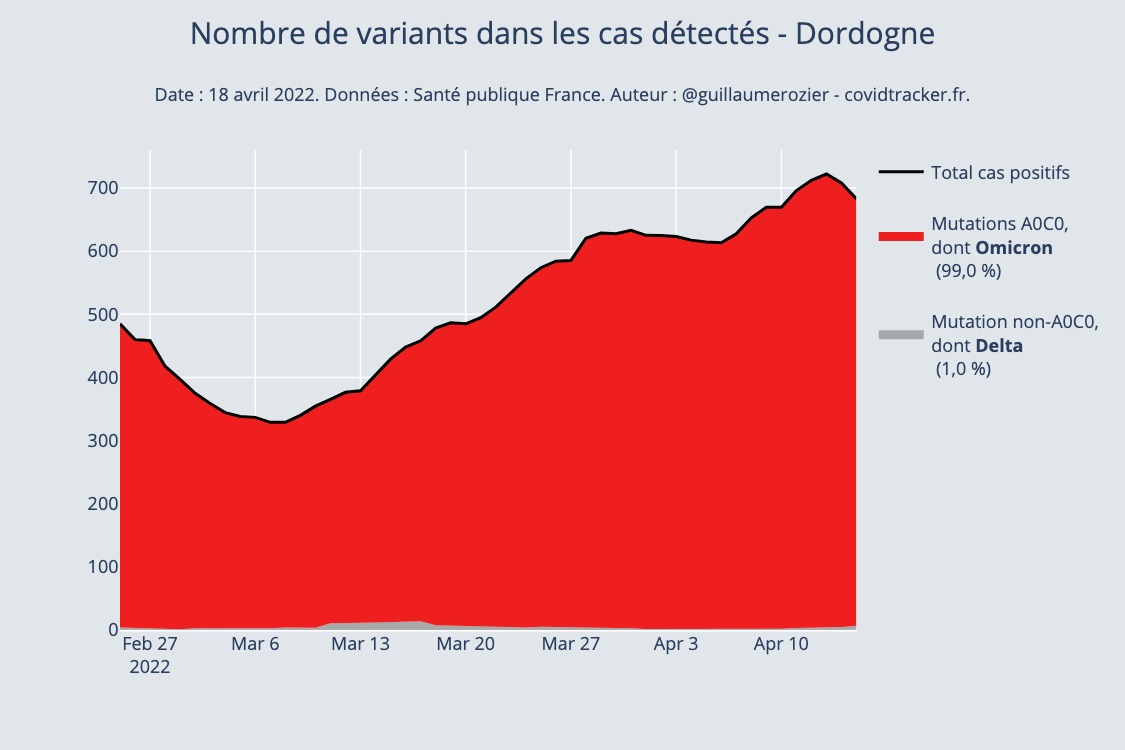 Nombre de variants dans les cas détectés - Dordogne
Date : 18 avril 2022. Données : Santé publique France. Auteur : @guillaumerozier - covidtracker.fr.
700
600
500
400
300
200
100
0
Feb 27
2022
Mar 6
Mar 13
Mar 20
Mar 27
Apr 3
Apr 10
Total cas positifs
Mutations A0C0,
dont Omicron
(99,0 %)
Mutation non-A0C0,
dont Delta
(1,0 %)